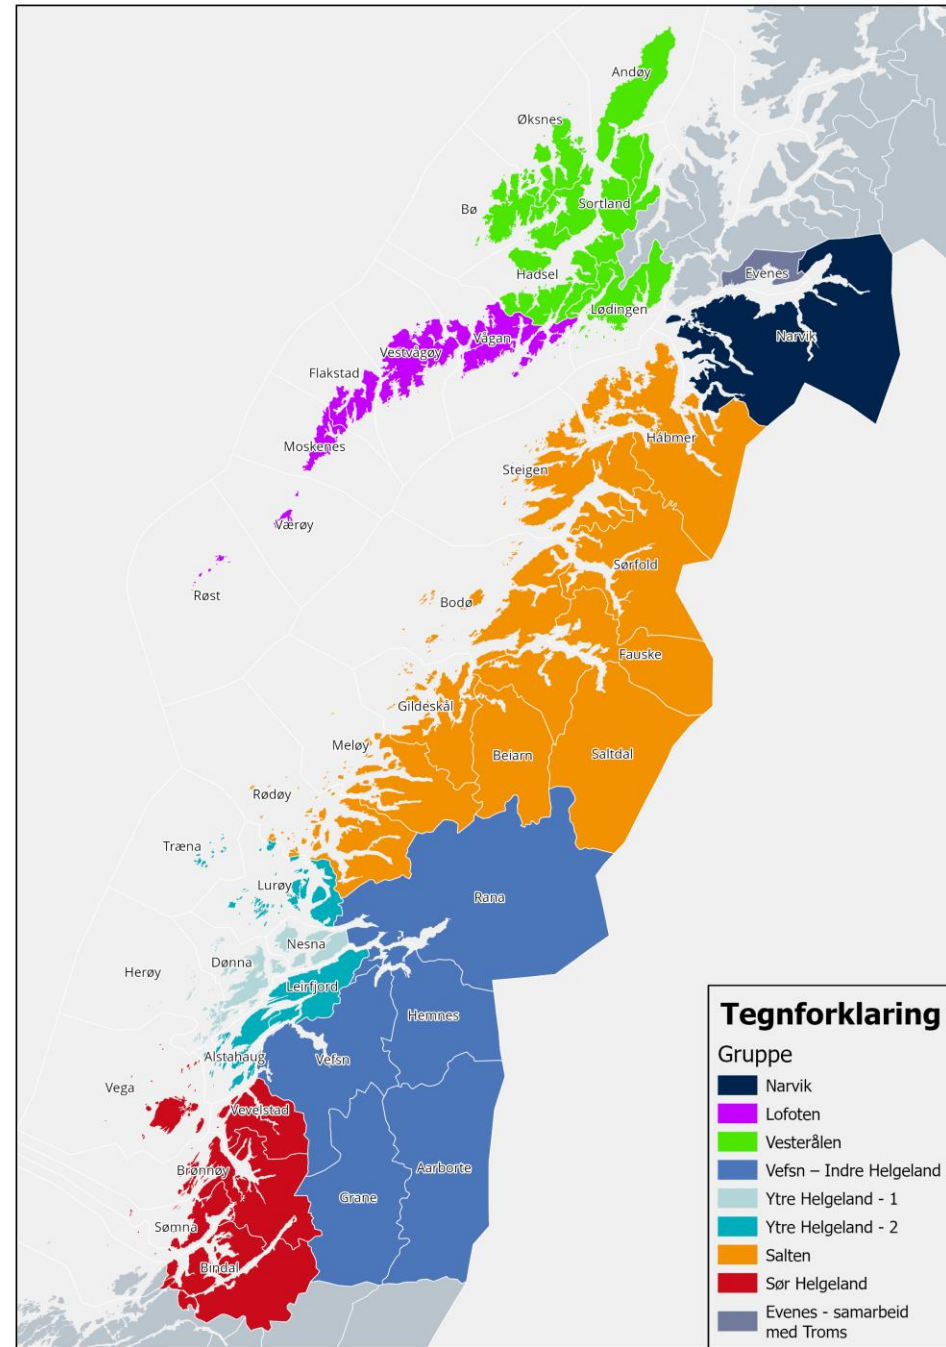 Andøy
Øksnes
Bø
Sortland
Hadsel
Evenes
Lødingen
Narvik
Vågan
Vestvågøy
Flakstad
Moskenes
Hábmer
Steigen
Værøy
Sørfold
Røst
Bodø
Fauske
Gildeskål
Meløy
Beiarn
Saltdal
Rødøy
Træna
Lurøy
Rana
Nesna
Dønna
Herøy
Leirfjord
Hemnes
Alstahaug
Vefsn
Vega
Vevelstad
Brønnøy
Aarborte
Grane
Sømna
Bindal
Tegnforklaring
Gruppe
Narvik
Lofoten
Vesterålen
Vefsn – Indre Helgeland
Ytre Helgeland - 1
Ytre Helgeland - 2
Salten
Sør Helgeland
Evenes - samarbeid
med Troms